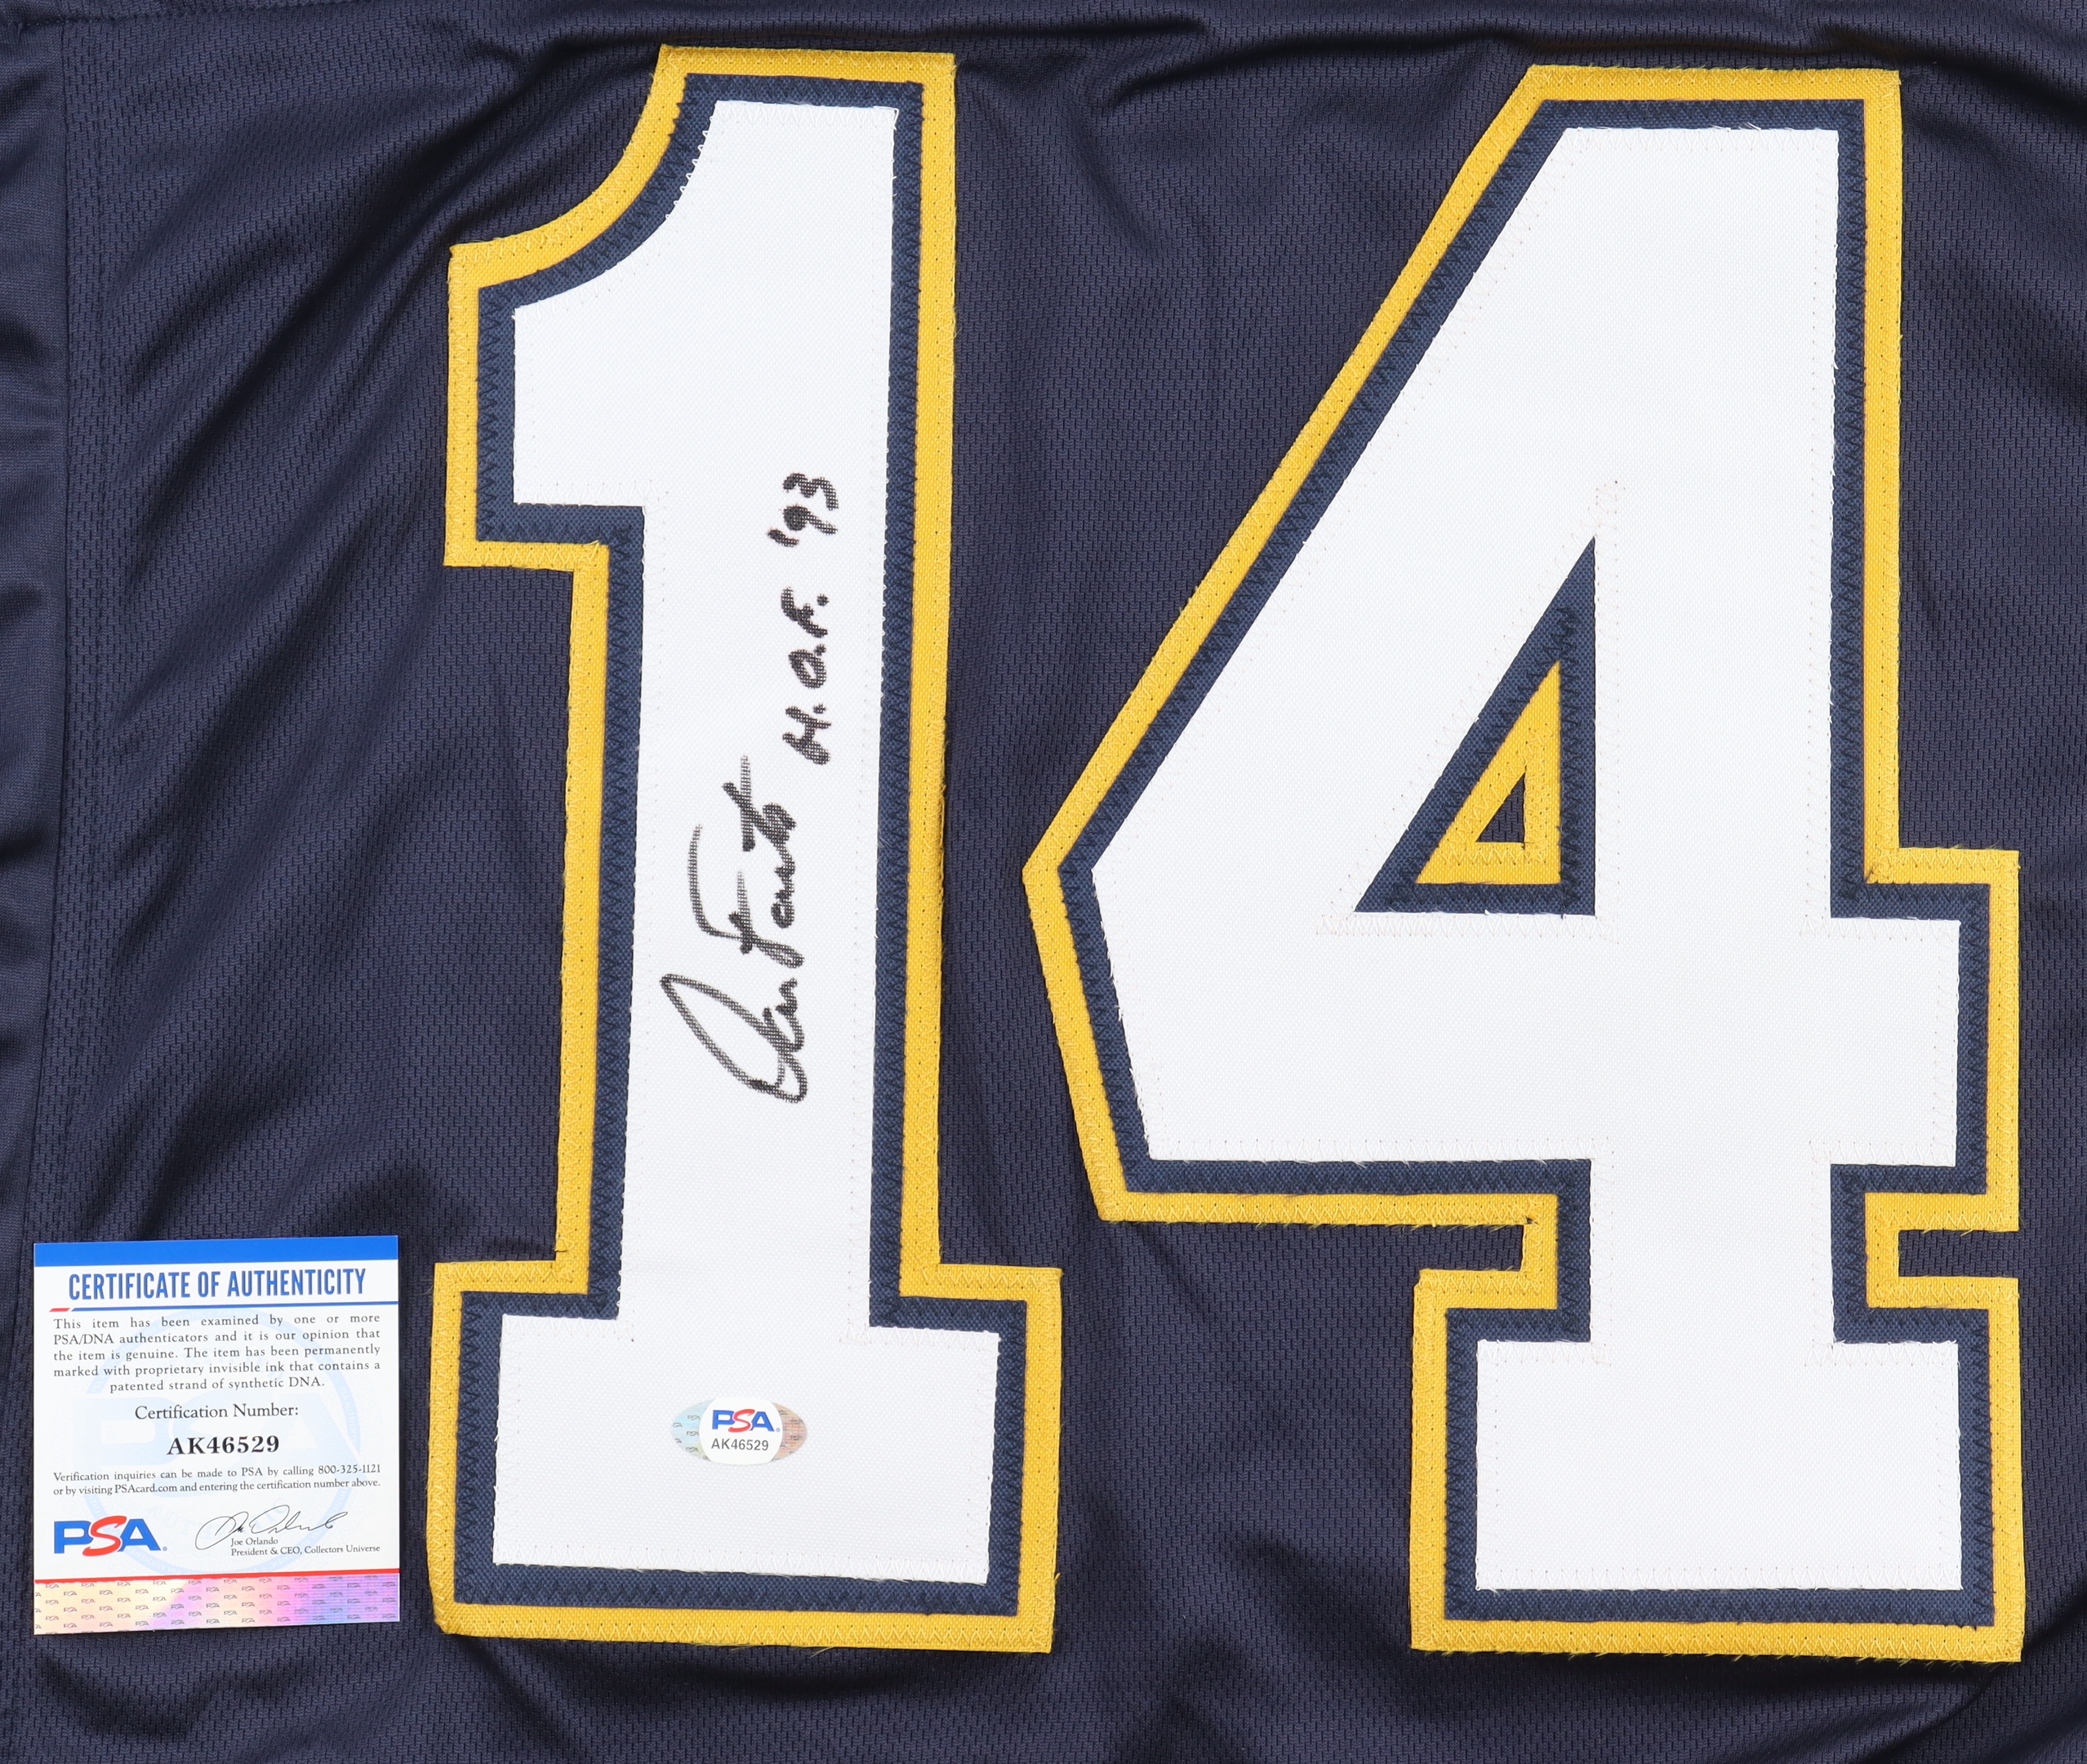 14
Dan Fouts H.O.F. '93
CERTIFICATE OF AUTHENTICITY
This item has been examined by one or more
PSA/DNA authenticators and it is our opinion that
the item is genuine. The item has been permanently
marked with proprietary invisible ink that contains a
patented strand of synthetic DNA.
Certification Number:
AK46529
Verification inquiries can be made to PSA by calling 800-325-1121
or by visiting PSAcard.com and entering the certification number above.
PSA
Joe Orlando
President & CEO, Collectors Universe
PSA
AK46529